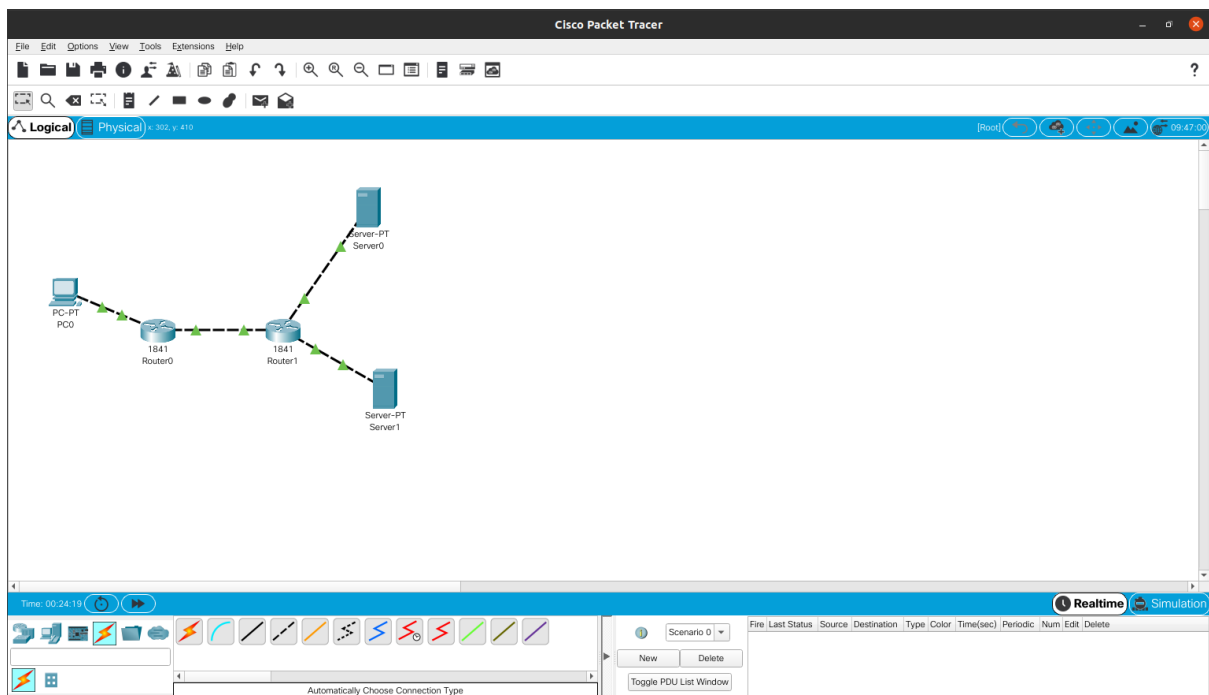 Cisco Packet Tracer
File Edit Options View Tools Extensions Help
?
Logical Physical x: 302, y: 410 [Root] 09:47:00
Server-PT
Server0
PC-PT
PC0
1841
Router0
1841
Router1
Server-PT
Server1
Time: 00:24:19 Realtime Simulation
Scenario 0
New Delete
Toggle PDU List Window
Fire Last Status Source Destination Type Color Time(sec) Periodic Num Edit Delete
Automatically Choose Connection Type